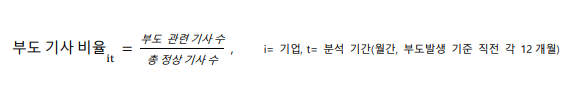 부도 기사 비율it = 부도 관련 기사 수 / 총 정상 기사 수 , i= 기업, t= 분석 기간(월간, 부도발생 기준 직전 각 12개월)